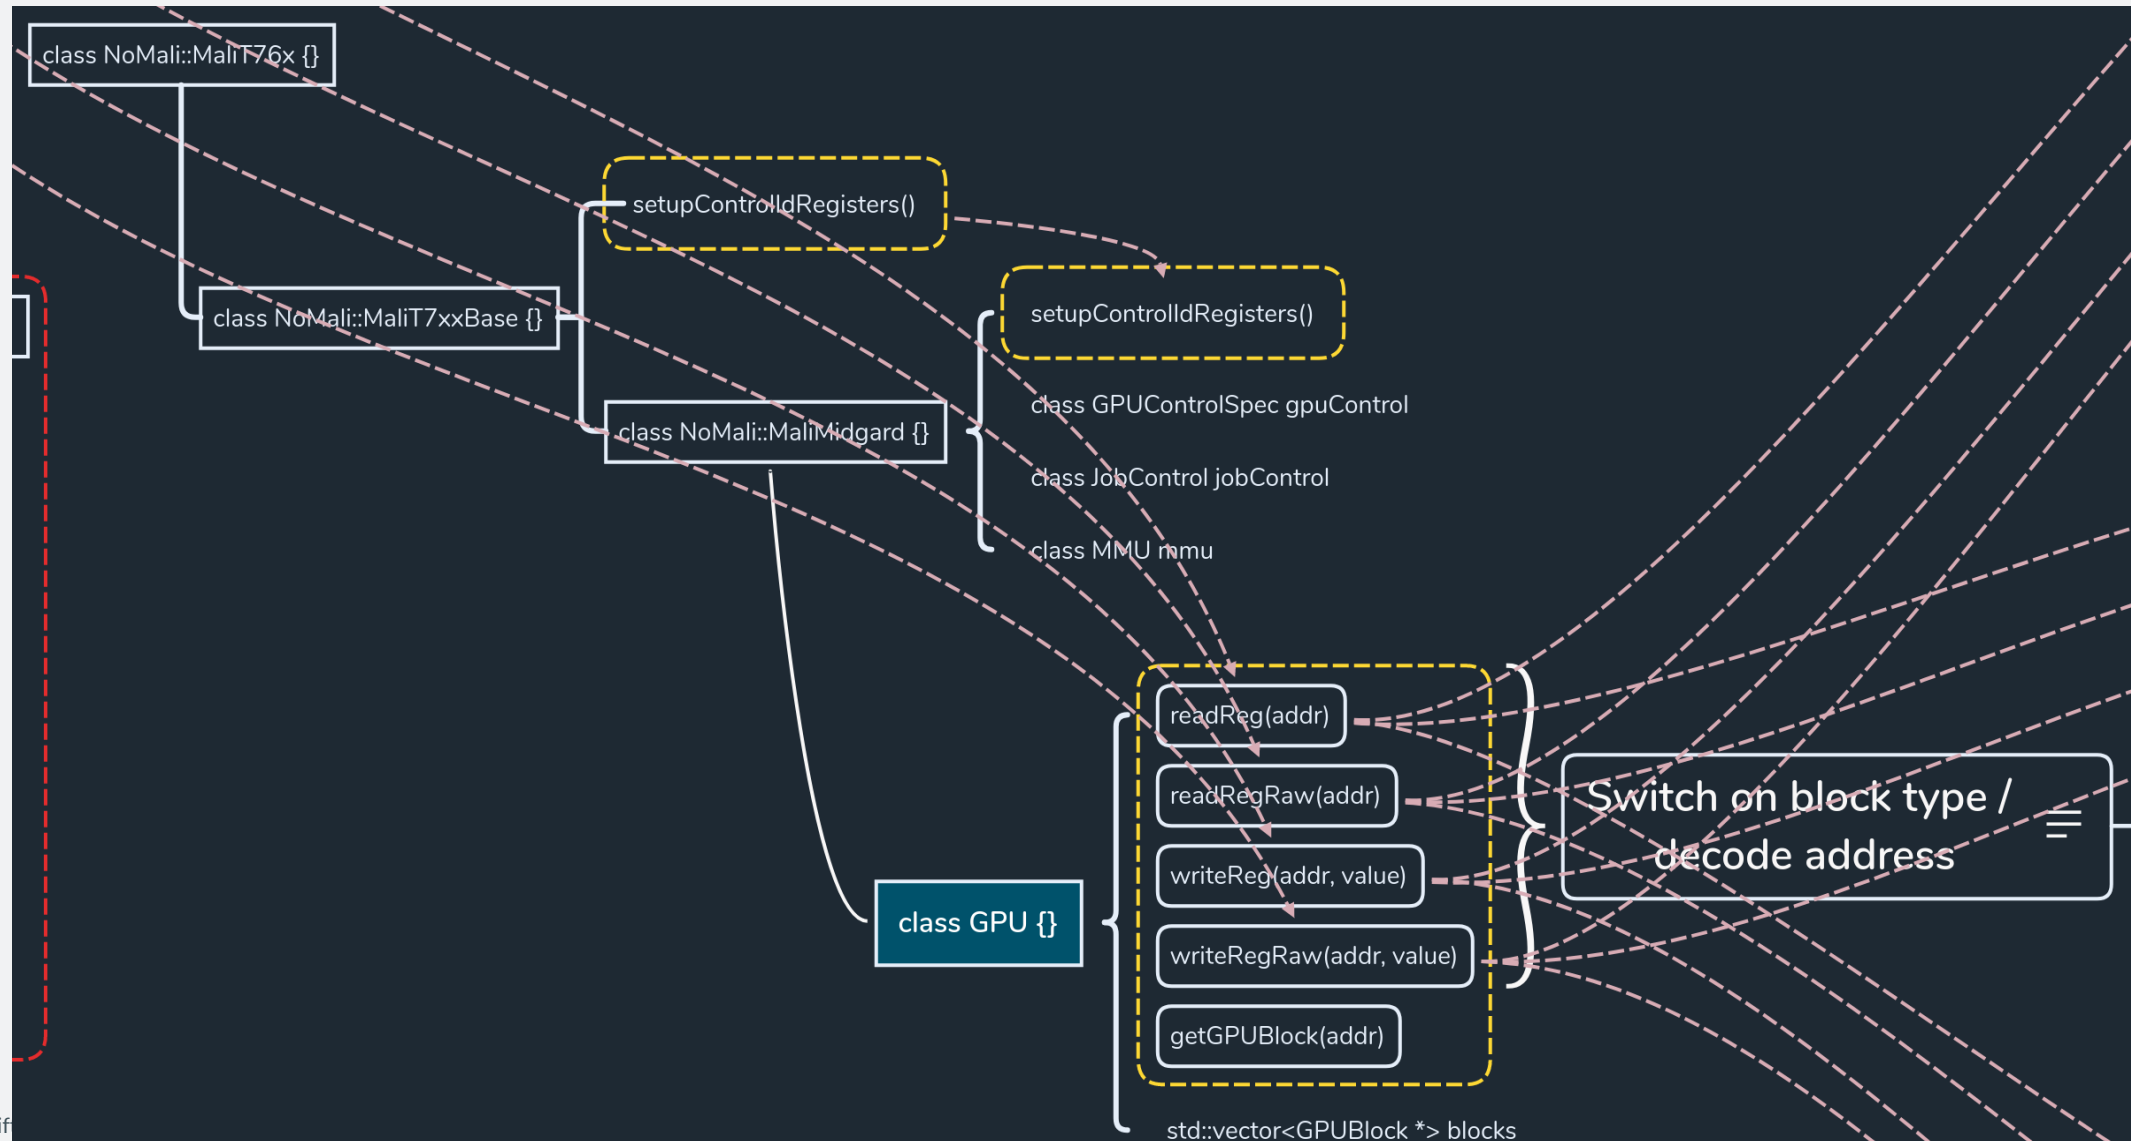 class NoMali::MaliT76x {}
setupControlIdRegisters()
setupControlIdRegisters()
class NoMali::MaliT7xxBase {}
class GPUControlSpec gpuControl
class NoMali::MaliMidgard {}
class JobControl jobControl
class MMU mmu
readReg(addr)
readRegRaw(addr)
Switch on block type /
decode address
writeReg(addr, value)
class GPU {}
writeRegRaw(addr, value)
getGPUBlock(addr)
std::vector<GPUBlock *> blocks